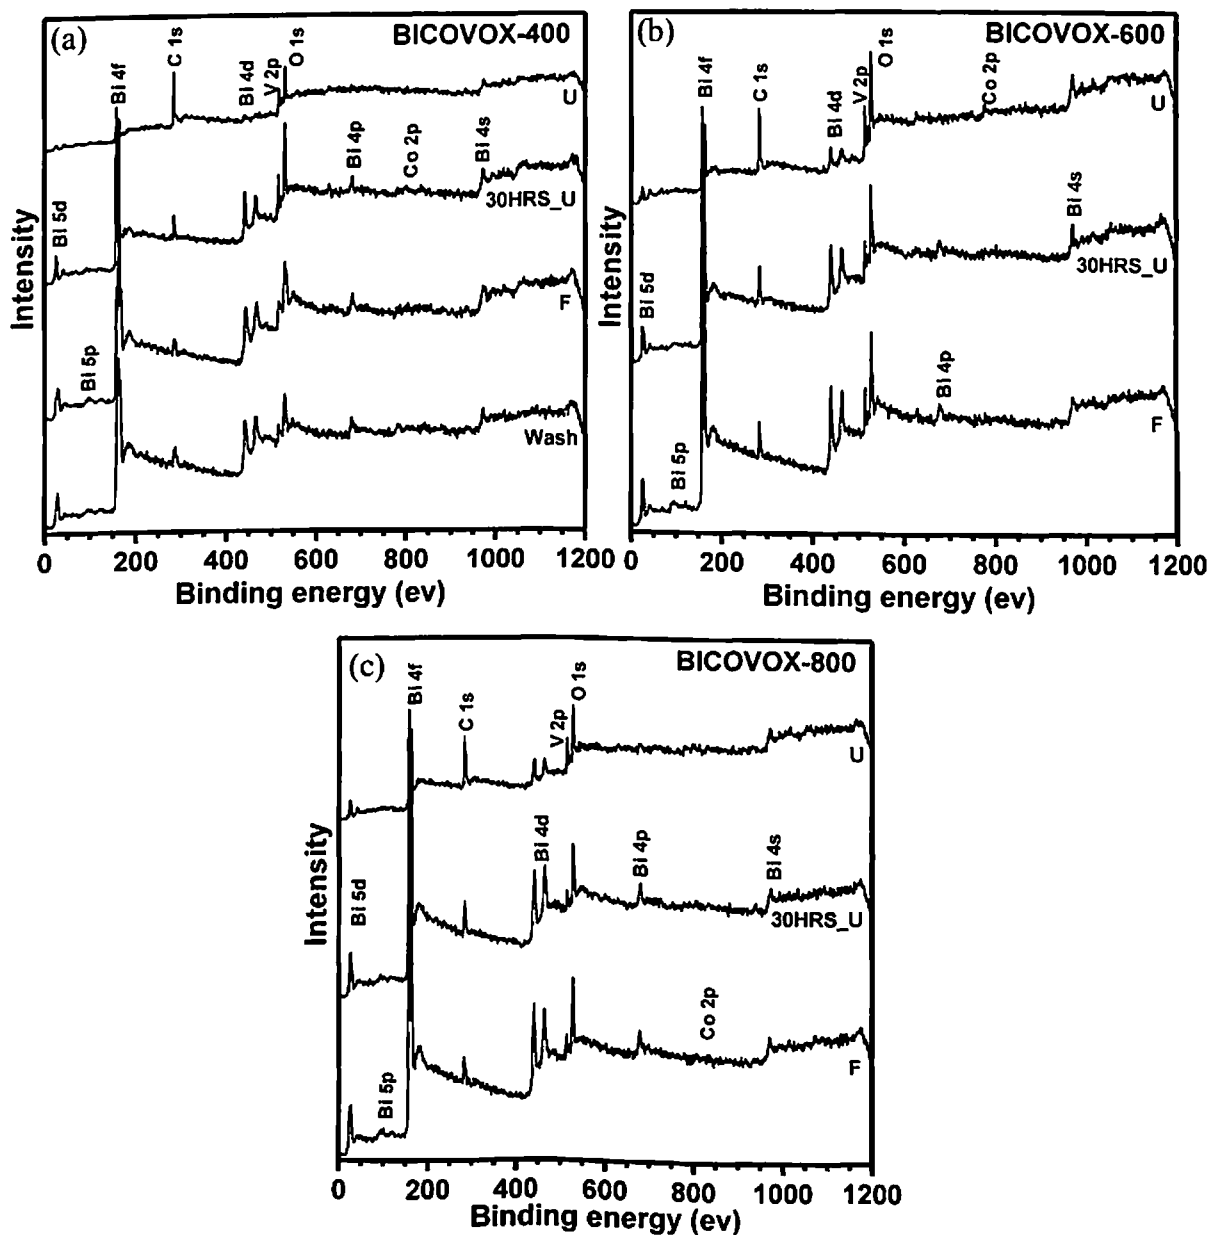 (a)
BICOVOX-400
Bi 4f
C 1s
Bi 4d
V 2p
O 1s
U
Bi 4p
Co 2p
Bi 4s
30HRS_U
Bi 5d
F
Bi 5p
Wash
Intensity
0 200 400 600 800 1000 1200
Binding energy (ev)
(b)
BICOVOX-600
Bi 4f
C 1s
Bi 4d
V 2p
O 1s
Co 2p
U
Bi 4s
30HRS_U
Bi 5d
Bi 4p
F
Bi 5p
Intensity
0 200 400 600 800 1000 1200
Binding energy (ev)
(c)
BICOVOX-800
Bi 4f
C 1s
V 2p
O 1s
U
Bi 4d
Bi 4p
Bi 4s
30HRS_U
Bi 5d
Co 2p
F
Bi 5p
Intensity
0 200 400 600 800 1000 1200
Binding energy (ev)